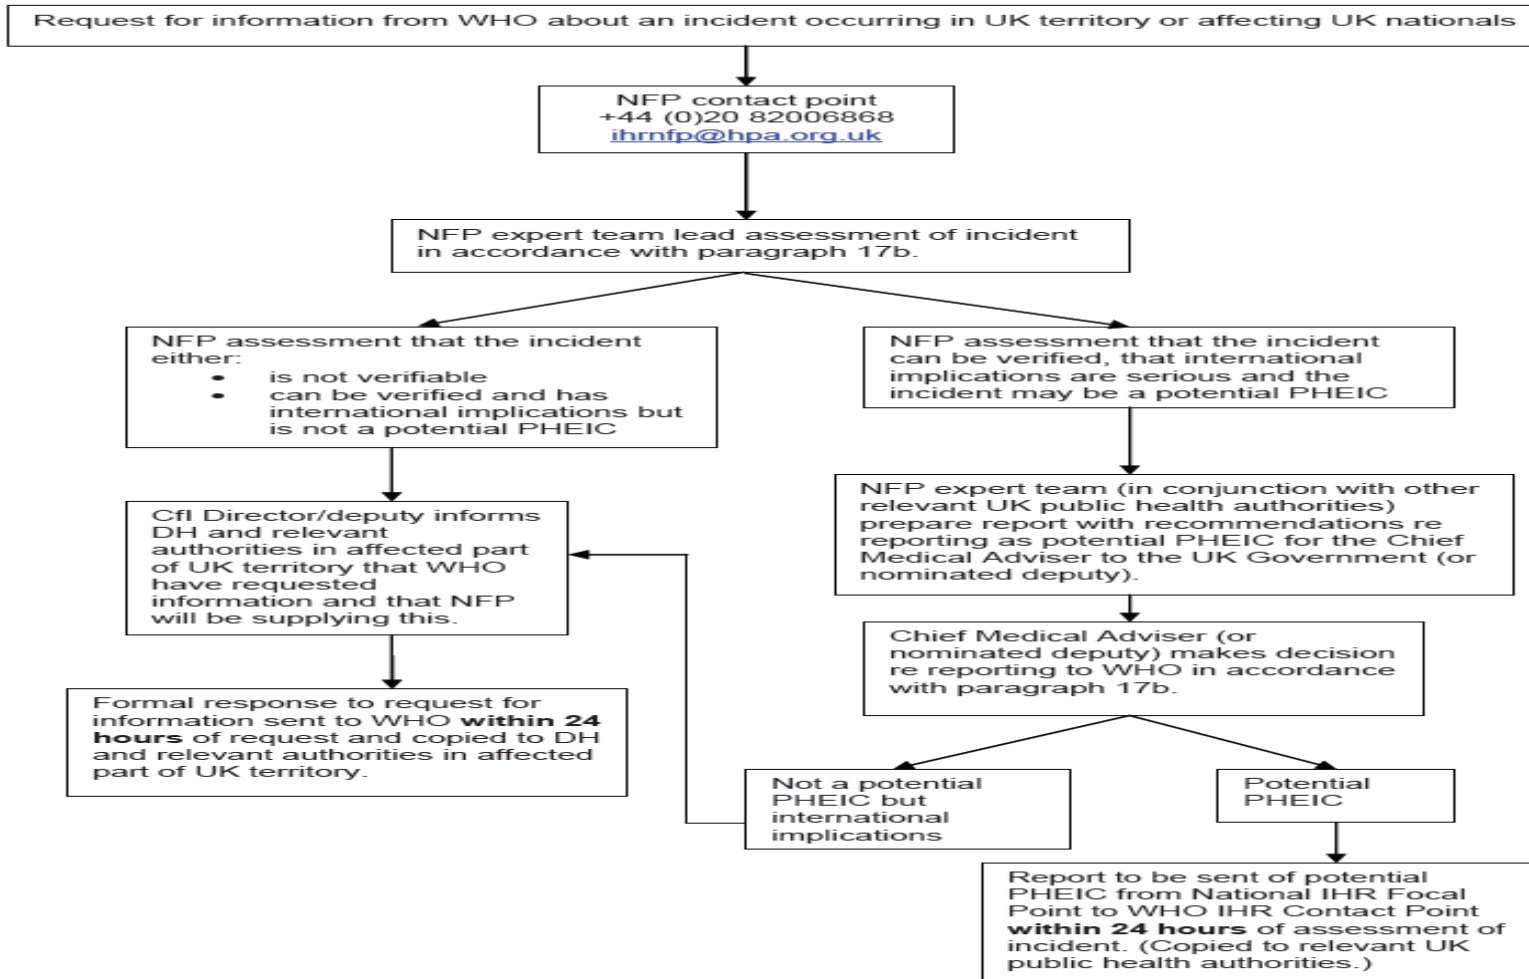 Request for information from WHO about an incident occurring in UK territory or affecting UK nationals
NFP contact point
+44 (0)20 82006868
ihrnfp@hpa.org.uk
NFP expert team lead assessment of incident
in accordance with paragraph 17b.
NFP assessment that the incident
either:
• is not verifiable
• can be verified and has
international implications but
is not a potential PHEIC
NFP assessment that the incident
can be verified, that international
implications are serious and the
incident may be a potential PHEIC
CfI Director/deputy informs
DH and relevant
authorities in affected part
of UK territory that WHO
have requested
information and that NFP
will be supplying this.
NFP expert team (in conjunction with other
relevant UK public health authorities)
prepare report with recommendations re
reporting as potential PHEIC for the Chief
Medical Adviser to the UK Government (or
nominated deputy).
Chief Medical Adviser (or
nominated deputy) makes decision
re reporting to WHO in accordance
with paragraph 17b.
Formal response to request for
information sent to WHO within 24
hours of request and copied to DH
and relevant authorities in affected
part of UK territory.
Not a potential
PHEIC but
international
implications
Potential
PHEIC
Report to be sent of potential
PHEIC from National IHR Focal
Point to WHO IHR Contact Point
within 24 hours of assessment of
incident. (Copied to relevant UK
public health authorities.)